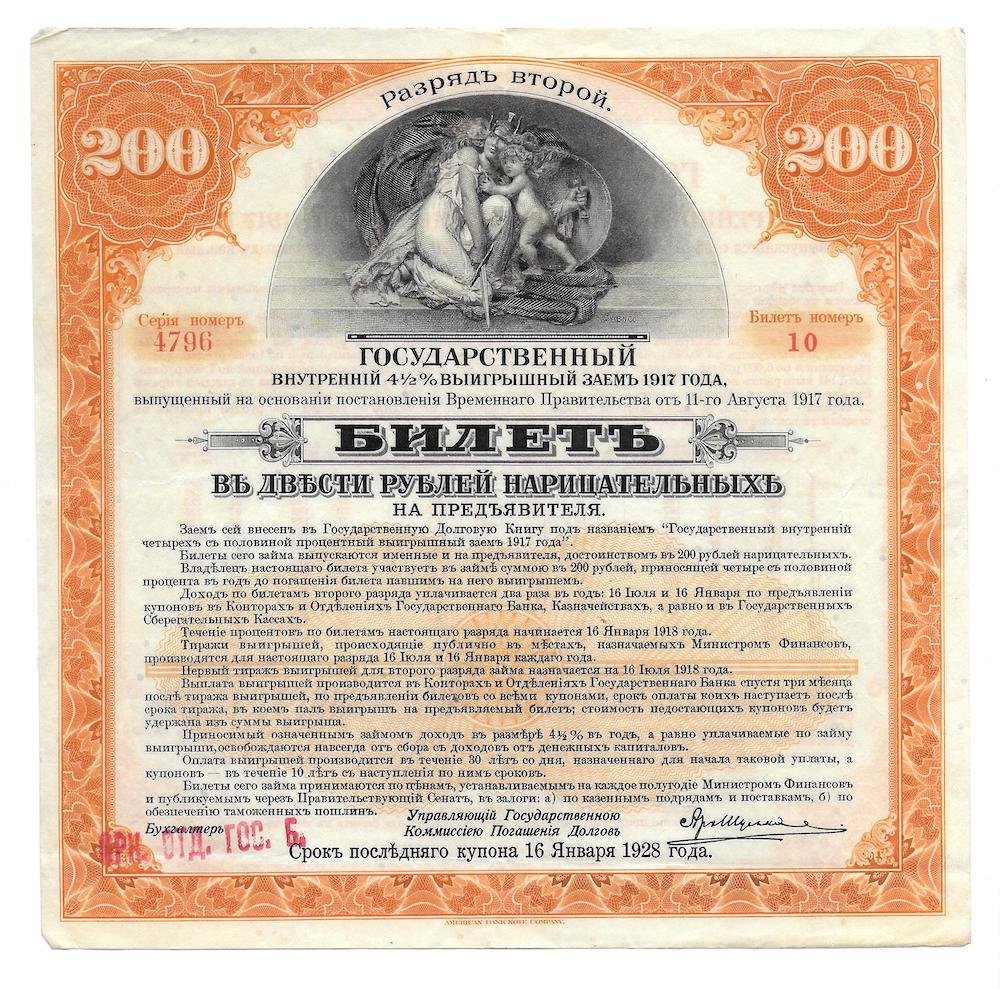 Разрядъ второй.
200
200
Серія номеръ
4796
Билетъ номеръ
10
ГОСУДАРСТВЕННЫЙ
ВНУТРЕННІЙ 4½% ВЫИГРЫШНЫЙ ЗАЕМЪ 1917 ГОДА,
выпущенный на основаніи постановленія Временнаго Правительства отъ 11-го Августа 1917 года.
БИЛЕТЪ
ВЪ ДВѢСТИ РУБЛЕЙ НАРИЦАТЕЛЬНЫХЪ
НА ПРЕДЪЯВИТЕЛЯ.
Заемъ сей внесенъ въ Государственную Долговую Книгу подъ названіемъ “Государственный внутренній
четырехъ съ половиной процентный выигрышный заемъ 1917 года”.
Билеты сего займа выпускаются именные и на предъявителя, достоинствомъ въ 200 рублей нарицательныхъ.
Владѣлецъ настоящаго билета участвуетъ въ займѣ суммою въ 200 рублей, приносящей четыре съ половиной
процента въ годъ до погашенія билета павшимъ на него выигрышемъ.
Доходъ по билетамъ второго разряда уплачивается два раза въ годъ: 16 Іюля и 16 Января по предъявленіи
купоновъ въ Конторахъ и Отдѣленіяхъ Государственнаго Банка, Казначействахъ, а равно и въ Государственныхъ
Сберегательныхъ Кассахъ.
Теченіе процентовъ по билетамъ настоящаго разряда начинается 16 Января 1918 года.
Тиражи выигрышей, происходящіе публично въ мѣстахъ, назначаемыхъ Министромъ Финансовъ,
производятся для настоящаго разряда 16 Іюля и 16 Января каждаго года.
Первый тиражъ выигрышей для второго разряда займа назначается на 16 Іюля 1918 года.
Выплата выигрышей производится въ Конторахъ и Отдѣленіяхъ Государственнаго Банка спустя три мѣсяца
послѣ тиража выигрышей, по предъявленіи билетовъ со всѣми купонами, срокъ оплаты коихъ наступаетъ послѣ
срока тиража, въ коемъ палъ выигрышъ на предъявляемый билетъ; стоимость недостающихъ купоновъ будетъ
удержана изъ суммы выигрыша.
Приносимый означеннымъ займомъ доходъ въ размѣрѣ 4½% въ годъ, а равно уплачиваемые по займу
выигрыши, освобождаются навсегда отъ сбора съ доходовъ отъ денежныхъ капиталовъ.
Оплата выигрышей производится въ теченіе 30 лѣтъ со дня, назначеннаго для начала таковой уплаты, а
купоновъ — въ теченіе 10 лѣтъ съ наступленія по нимъ сроковъ.
Билеты сего займа принимаются по цѣнамъ, устанавливаемымъ на каждое полугодіе Министромъ Финансовъ
и публикуемымъ черезъ Правительствующій Сенатъ, въ залоги: а) по казеннымъ подрядамъ и поставкамъ, б) по
обезпеченію таможенныхъ пошлинъ.
Управляющій Государственною
Коммиссіею Погашенія Долговъ
Бухгалтеръ
ИРК. ОТД. ГОС. Б.
Срокъ послѣдняго купона 16 Января 1928 года.
AMERICAN BANK NOTE COMPANY.